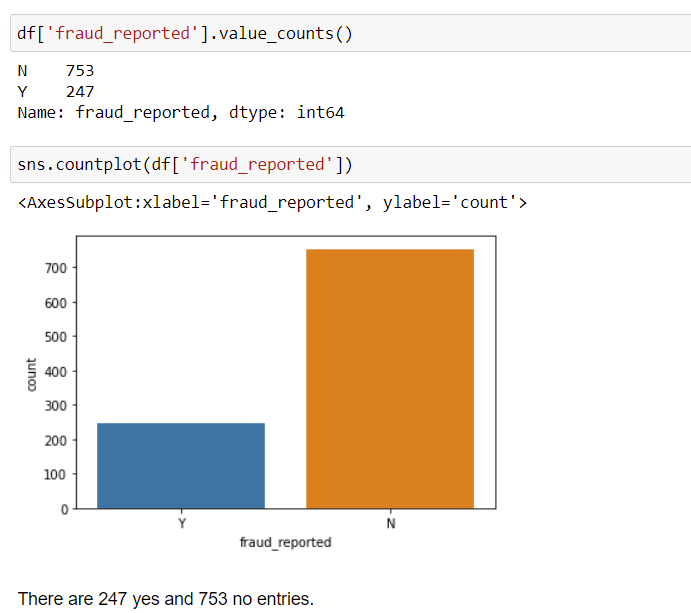 df['fraud_reported'].value_counts()
N    753
Y    247
Name: fraud_reported, dtype: int64
sns.countplot(df['fraud_reported'])
<AxesSubplot:xlabel='fraud_reported', ylabel='count'>
700
600
500
400
300
200
100
0
count
Y N
fraud_reported
There are 247 yes and 753 no entries.